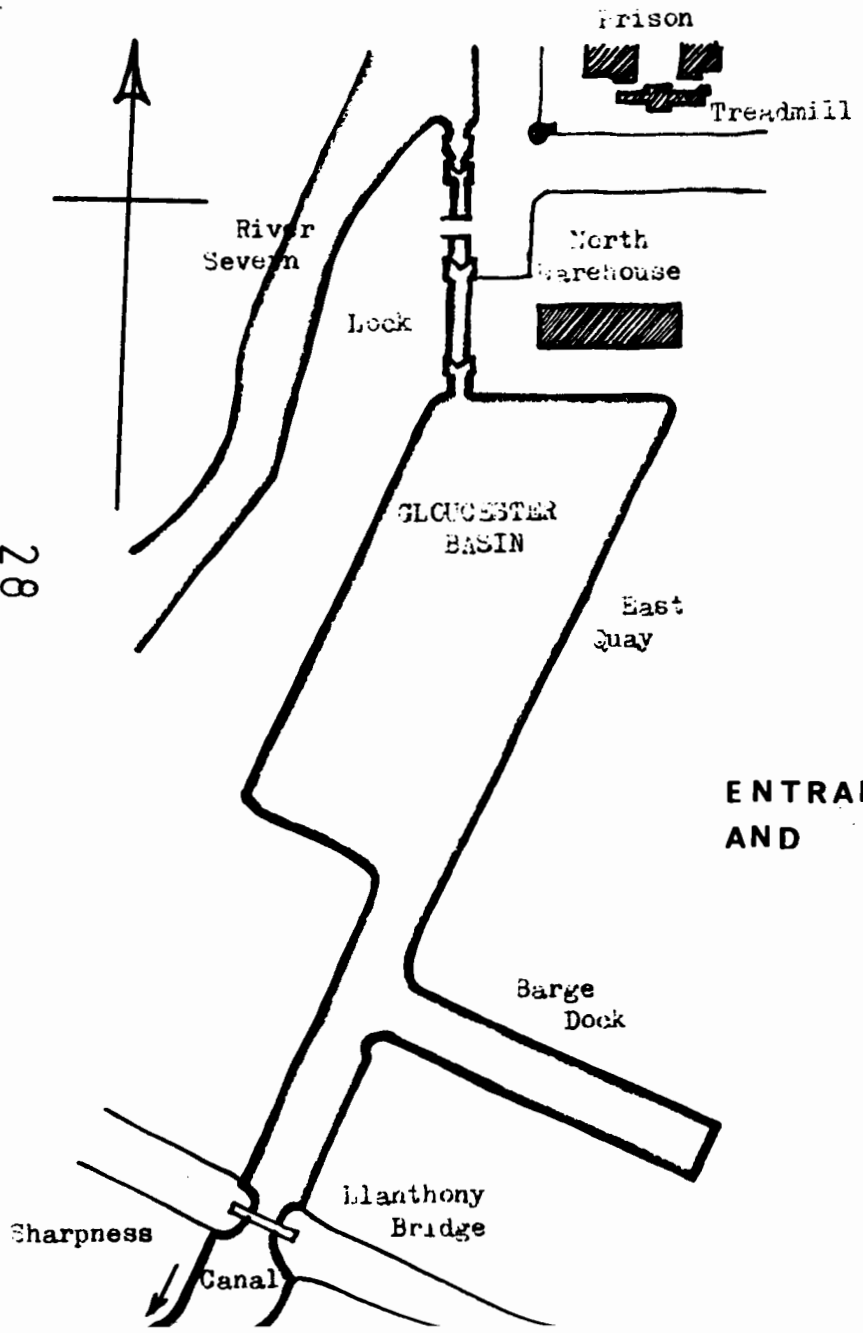 Prison
Treadmill
River
Severn
North
Warehouse
Lock
GLOUCESTER
BASIN
28
East
Quay
AND
Barge
Dock
Llanthony
Bridge
Sharpness
Canal